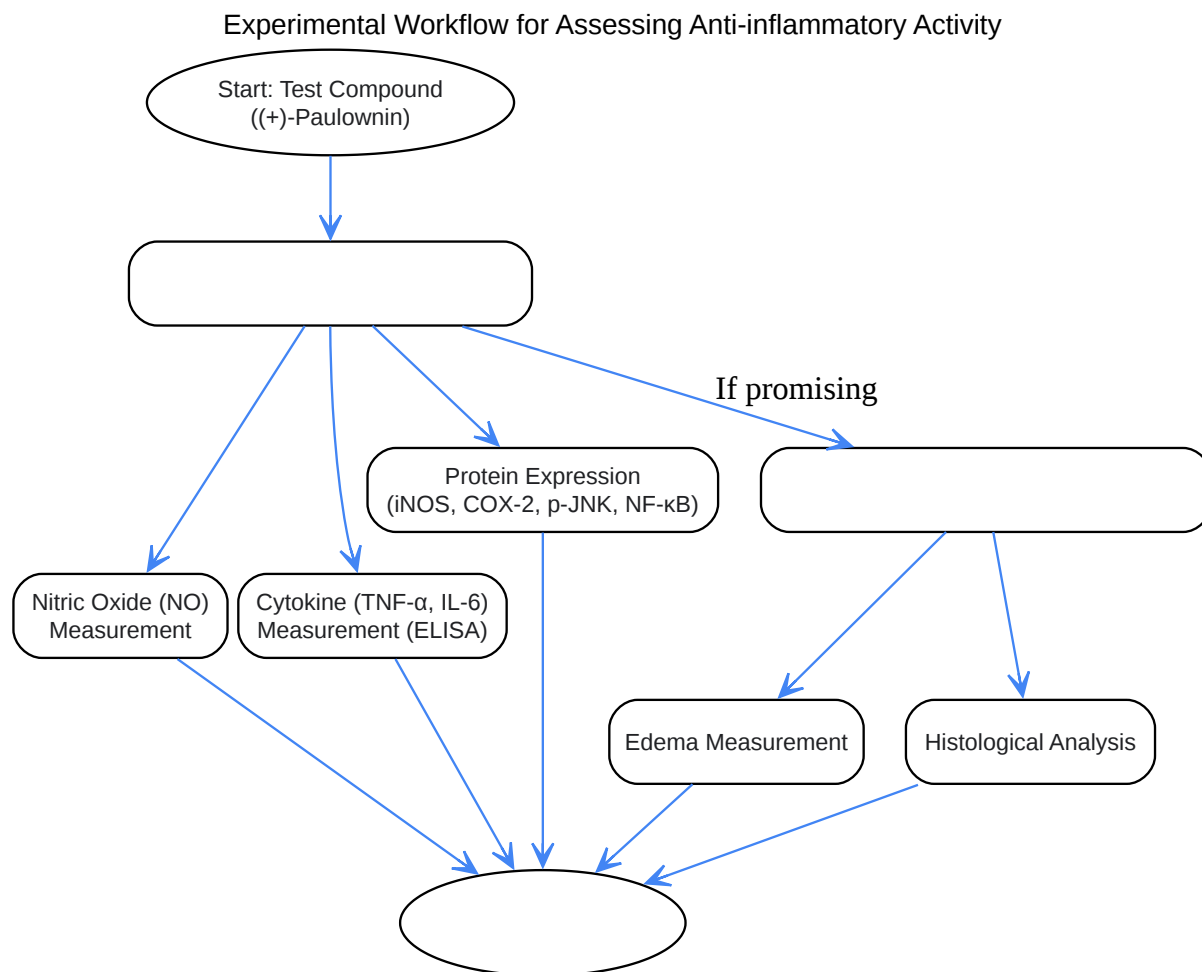 Experimental Workflow for Assessing Anti-inflammatory Activity
Start: Test Compound
((+)-Paulownin)
If promising
Protein Expression
(iNOS, COX-2, p-JNK, NF-κB)
Nitric Oxide (NO)
Measurement
Cytokine (TNF-α, IL-6)
Measurement (ELISA)
Edema Measurement
Histological Analysis